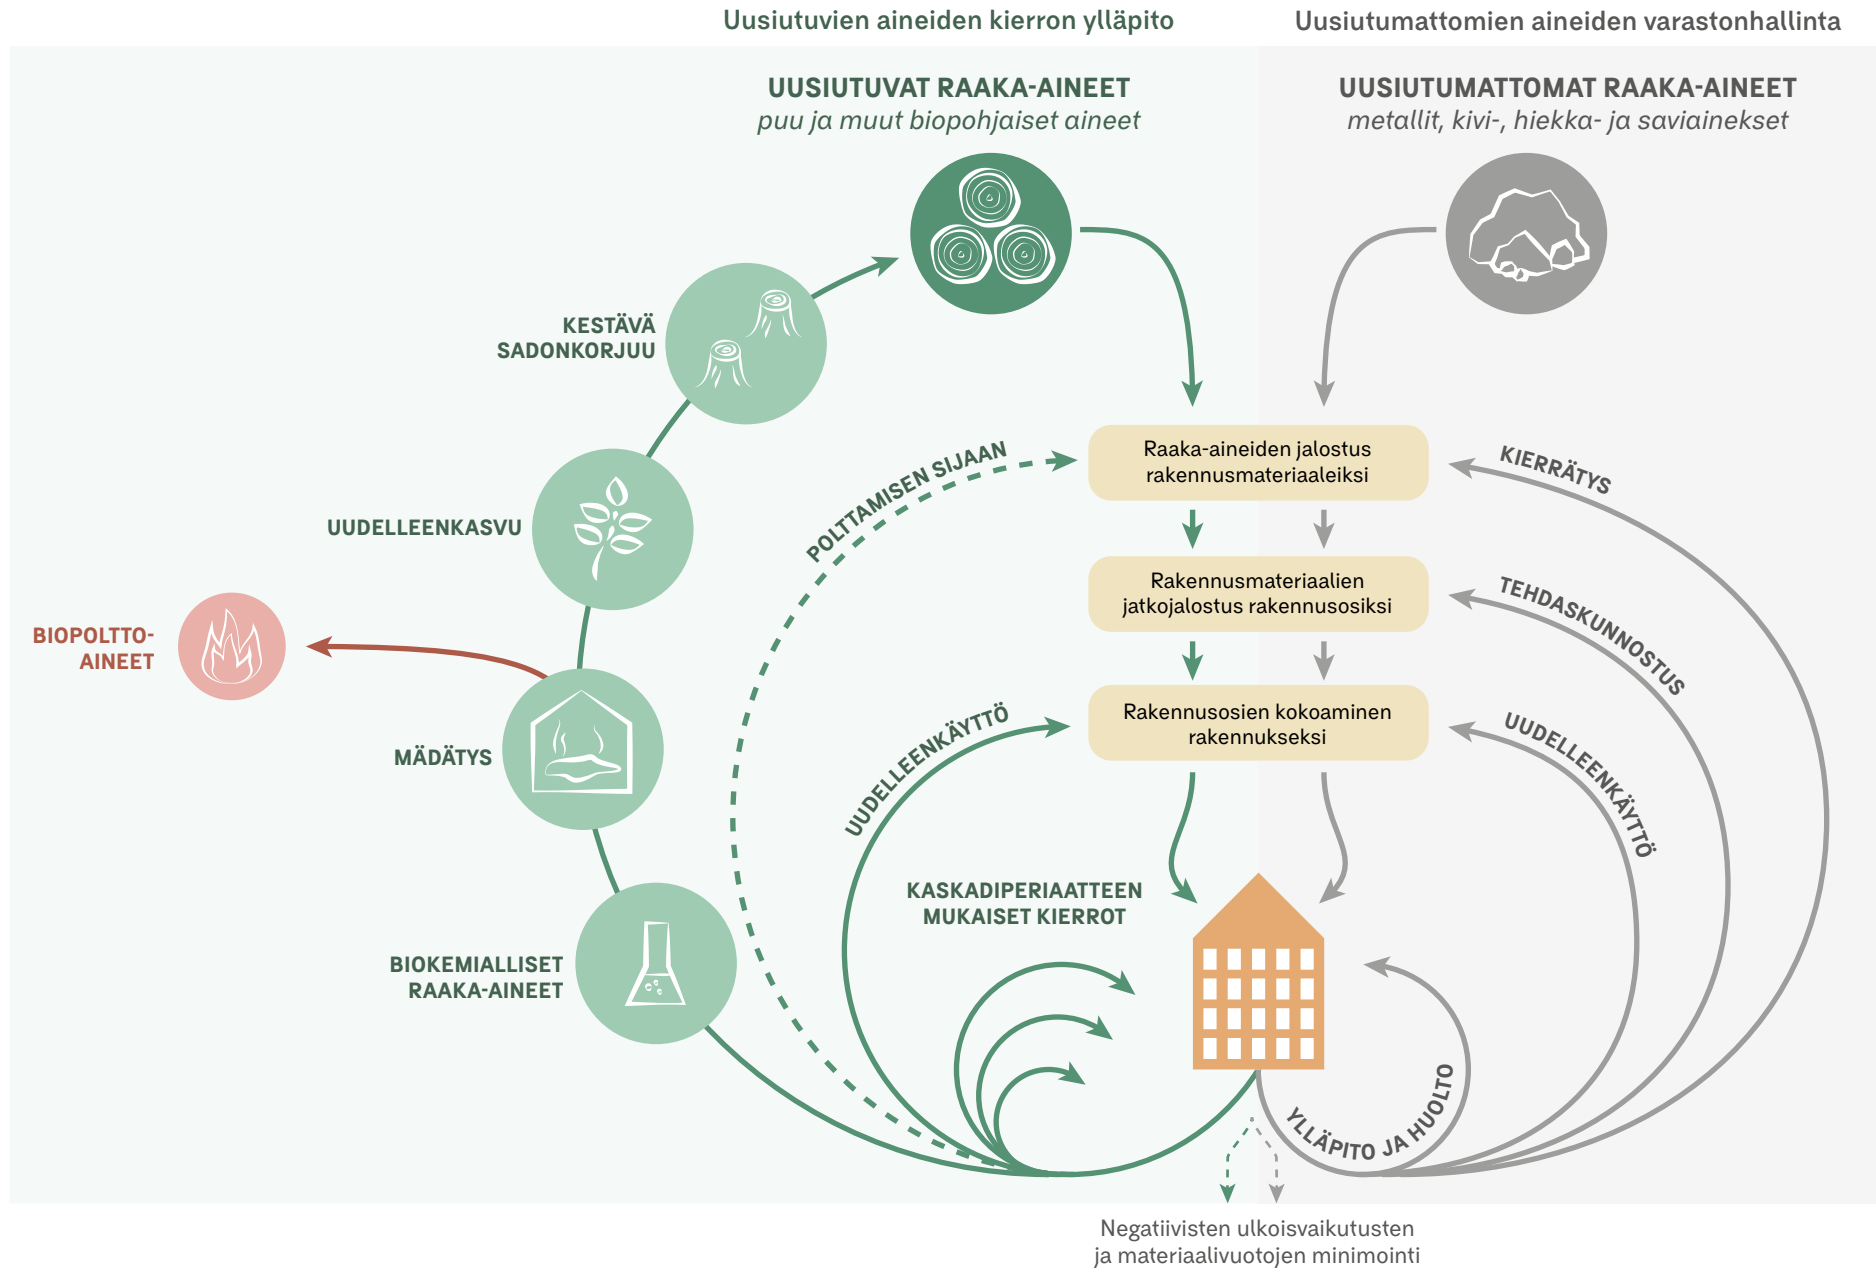 Uusiutuvien aineiden kierron ylläpito
Uusiutumattomien aineiden varastonhallinta
UUSIUTUVAT RAAKA-AINEET
puu ja muut biopohjaiset aineet
UUSIUTUMATTOMAT RAAKA-AINEET
metallit, kivi-, hiekka- ja saviainekset
KESTÄVÄ
SADONKORJUU
UUDELLEENKASVU
BIOPOLTTO-
AINEET
MÄDÄTYS
BIOKEMIALLISET
RAAKA-AINEET
POLTTAMISEN SIJAAN
UUDELLEENKÄYTTÖ
KASKADIPERIAATTEEN
MUKAISET KIERROT
Raaka-aineiden jalostus
rakennusmateriaaleiksi
Rakennusmateriaalien
jatkojalostus rakennusosiksi
Rakennusosien kokoaminen
rakennukseksi
KIERRÄTYS
TEHDASKUNNOSTUS
UUDELLEENKÄYTTÖ
YLLÄPITO JA HUOLTO
Negatiivisten ulkoisvaikutusten
ja materiaalivuotojen minimointi